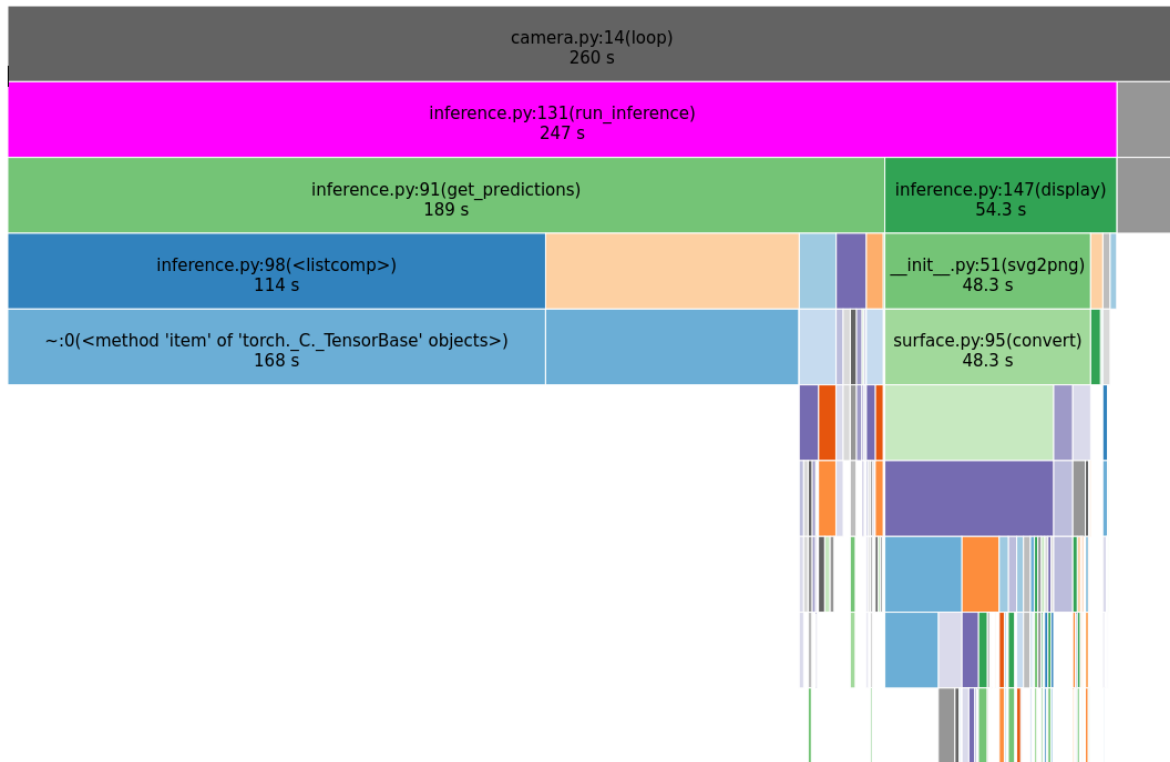 camera.py:14(loop)
260 s
inference.py:131(run_inference)
247 s
inference.py:91(get_predictions)
189 s
inference.py:147(display)
54.3 s
inference.py:98(<listcomp>)
114 s
__init__.py:51(svg2png)
48.3 s
~:0(<method 'item' of 'torch._C._TensorBase' objects>)
168 s
surface.py:95(convert)
48.3 s